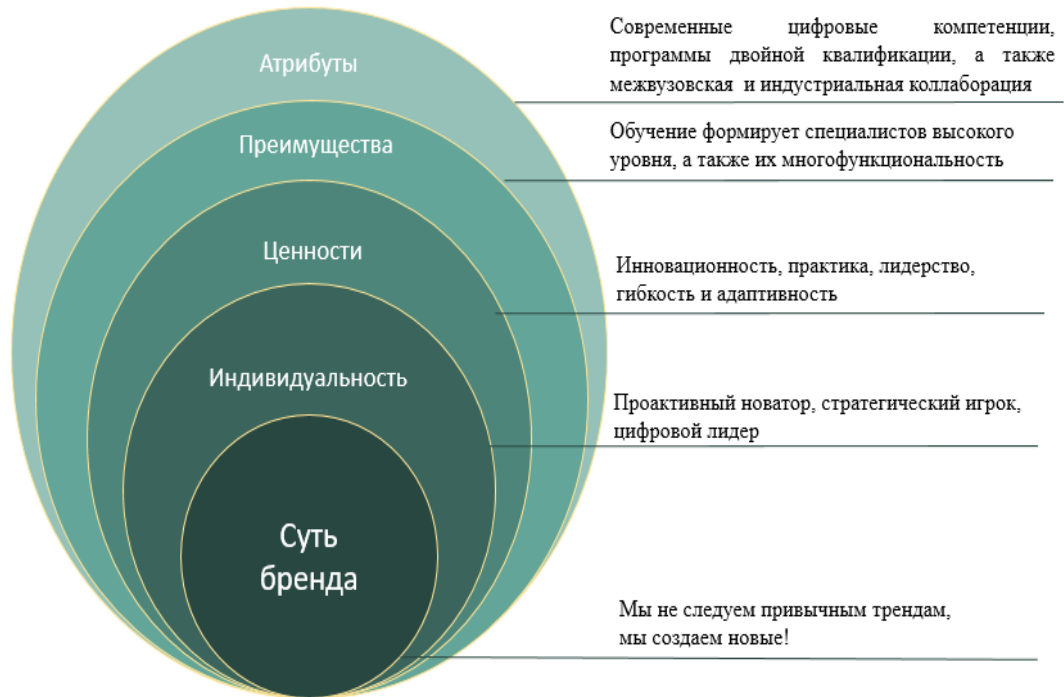 Атрибуты
Современные цифровые компетенции,
программы двойной квалификации, а также
межвузовская и индустриальная коллаборация
Преимущества
Обучение формирует специалистов высокого
уровня, а также их многофункциональность
Ценности
Инновационность, практика, лидерство,
гибкость и адаптивность
Индивидуальность
Проактивный новатор, стратегический игрок,
цифровой лидер
Суть
бренда
Мы не следуем привычным трендам,
мы создаем новые!